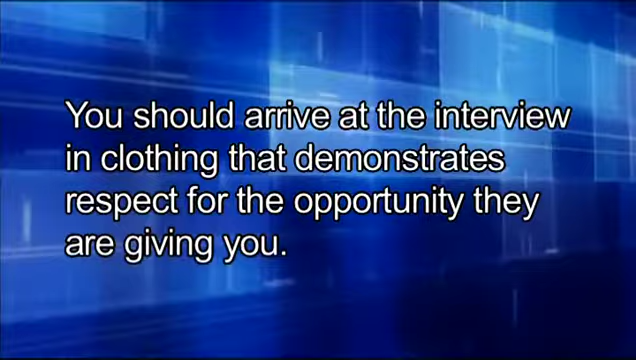 You should arrive at the interview
in clothing that demonstrates
respect for the opportunity they
are giving you.